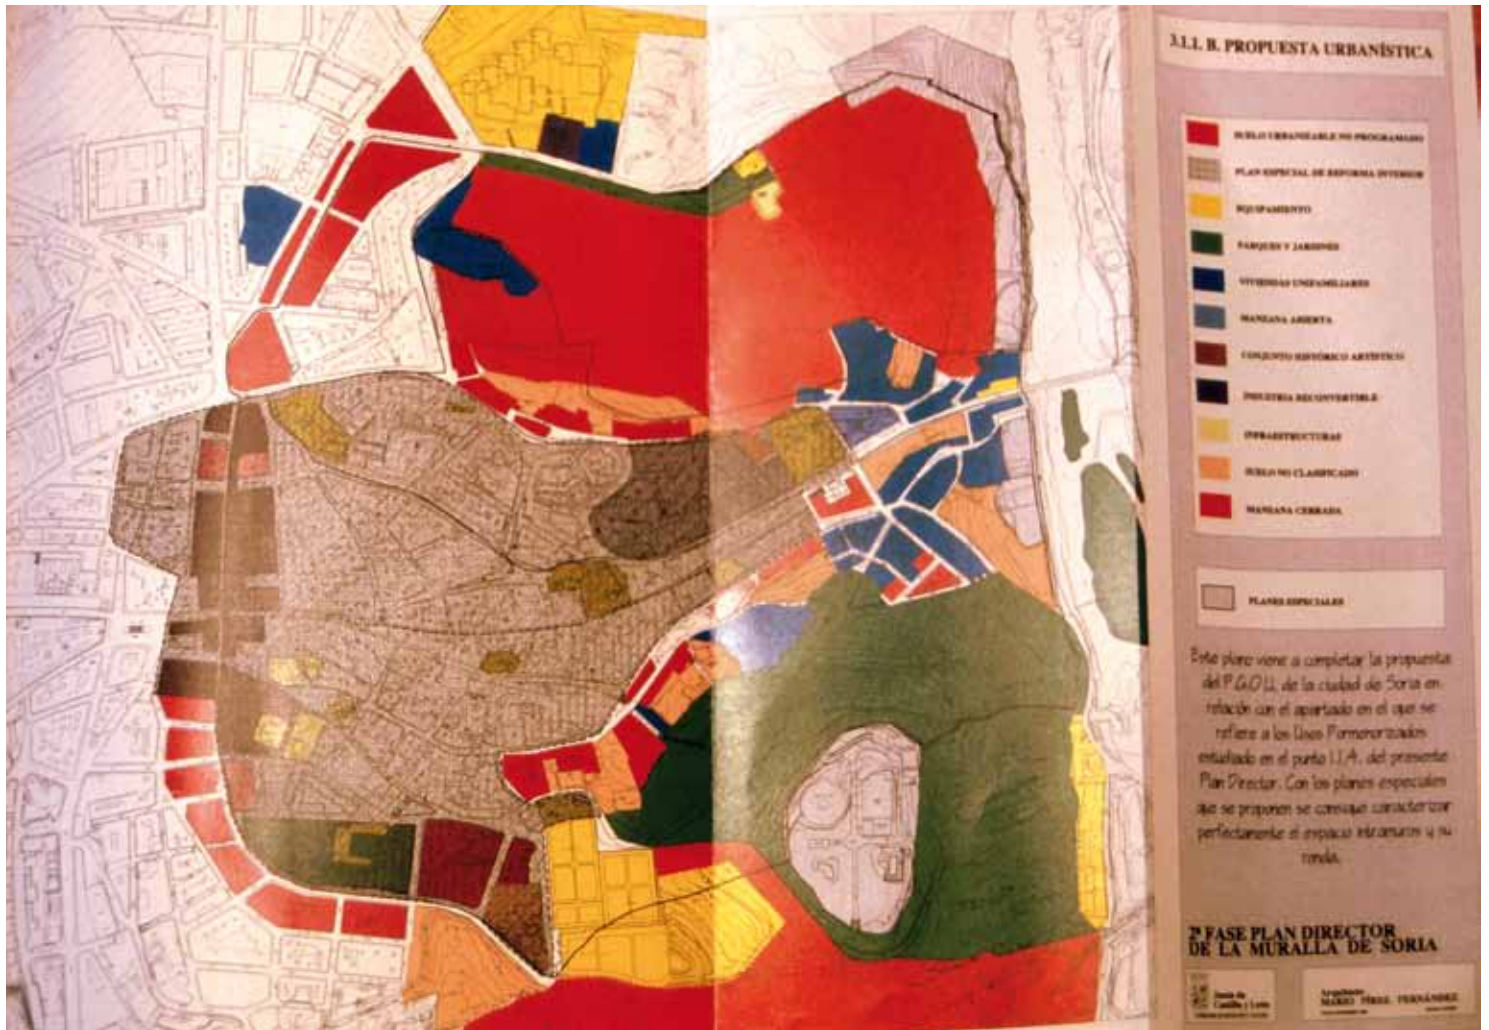 3.1.1. B. PROPUESTA URBANÍSTICA
SUELO URBANIZABLE NO PROGRAMADO
PLAN ESPECIAL DE REFORMA INTERIOR
EQUIPAMIENTO
PARQUES Y JARDINES
VIVIENDAS UNIFAMILIARES
MANZANA ABIERTA
CONJUNTO HISTÓRICO ARTÍSTICO
INDUSTRIA RECONVERTIBLE
INFRAESTRUCTURAS
SUELO NO CLASIFICADO
MANZANA CERRADA
PLANES ESPECIALES
Este plano viene a completar la propuesta
del P.G.O.U. de la ciudad de Soria en
relación con el apartado en el que se
refiere a los Usos Pormenorizados
estudiado en el punto 1.1.A. del presente
Plan Director. Con los planes especiales
que se proponen se consigue caracterizar
perfectamente el espacio intramuros y su
ronda.
2ª FASE PLAN DIRECTOR
DE LA MURALLA DE SORIA
Junta de
Castilla y León
Arquitecto
MARIO PÉREZ FERNÁNDEZ